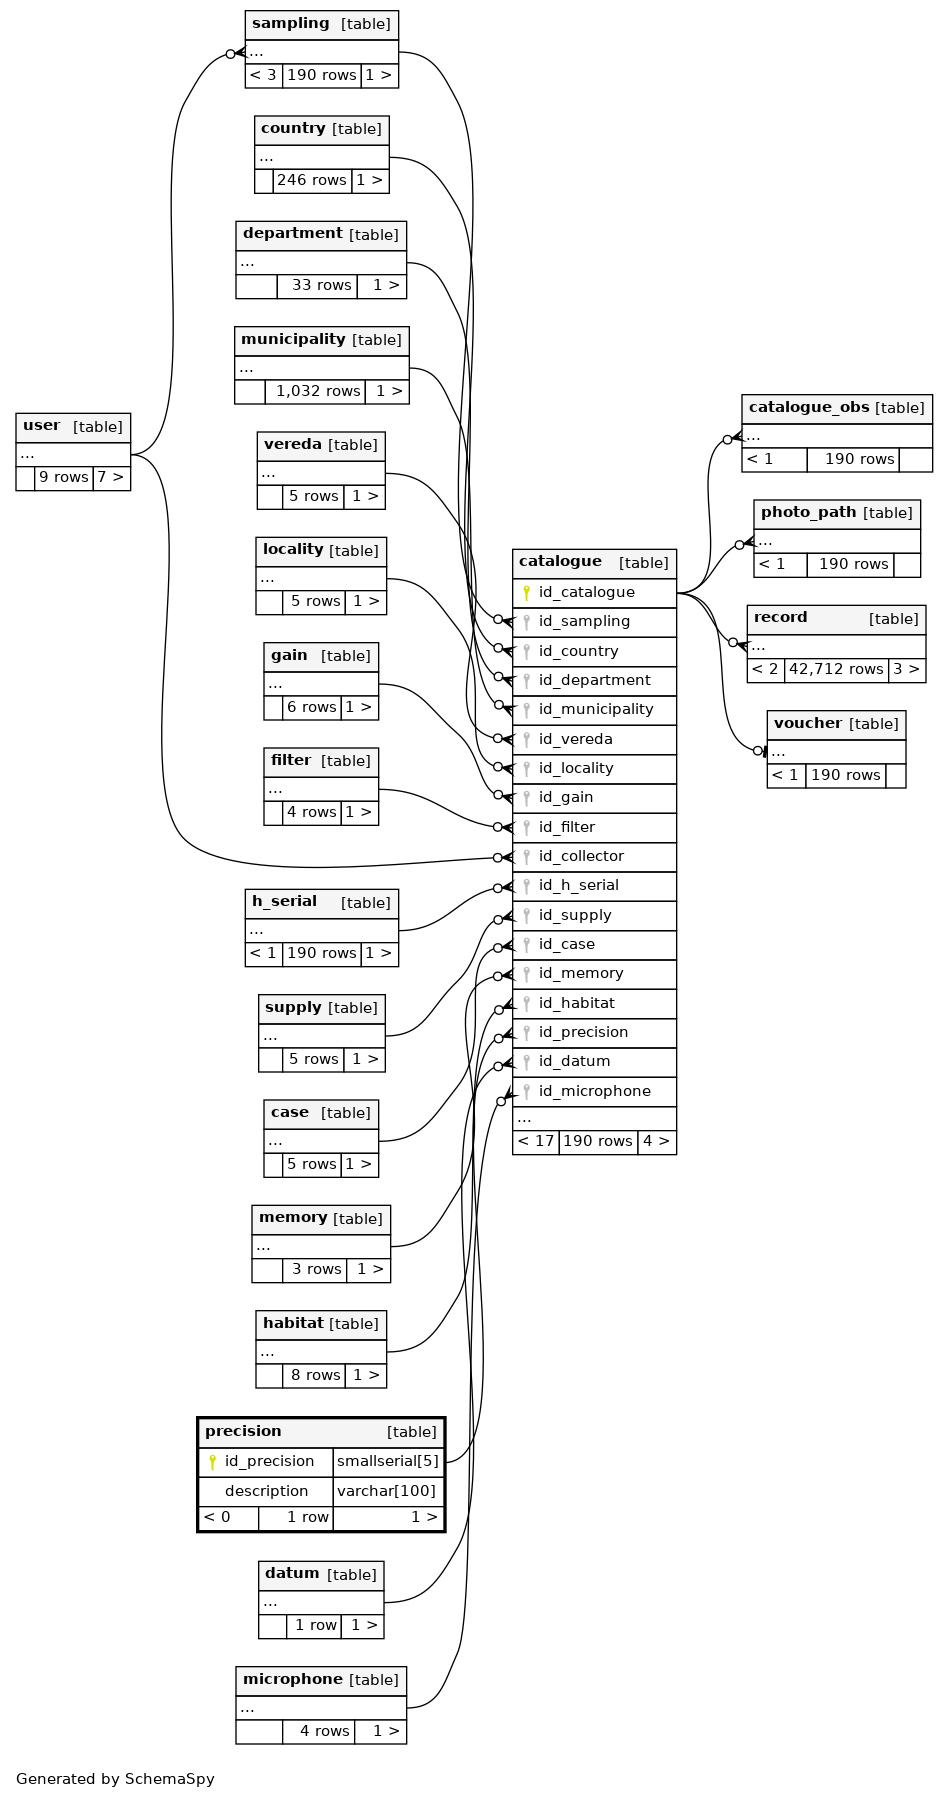 sampling [table]
...
< 3 190 rows 1 >
country [table]
...
246 rows 1 >
department [table]
...
33 rows 1 >
municipality [table]
...
1,032 rows 1 >
user [table]
...
9 rows 7 >
vereda [table]
...
5 rows 1 >
locality [table]
...
5 rows 1 >
gain [table]
...
6 rows 1 >
filter [table]
...
4 rows 1 >
h_serial [table]
...
< 1 190 rows 1 >
supply [table]
...
5 rows 1 >
case [table]
...
5 rows 1 >
memory [table]
...
3 rows 1 >
habitat [table]
...
8 rows 1 >
precision [table]
id_precision smallserial[5]
description varchar[100]
< 0 1 row 1 >
datum [table]
...
1 row 1 >
microphone [table]
...
4 rows 1 >
catalogue [table]
id_catalogue
id_sampling
id_country
id_department
id_municipality
id_vereda
id_locality
id_gain
id_filter
id_collector
id_h_serial
id_supply
id_case
id_memory
id_habitat
id_precision
id_datum
id_microphone
...
< 17 190 rows 4 >
catalogue_obs [table]
...
< 1 190 rows
photo_path [table]
...
< 1 190 rows
record [table]
...
< 2 42,712 rows 3 >
voucher [table]
...
< 1 190 rows
Generated by SchemaSpy